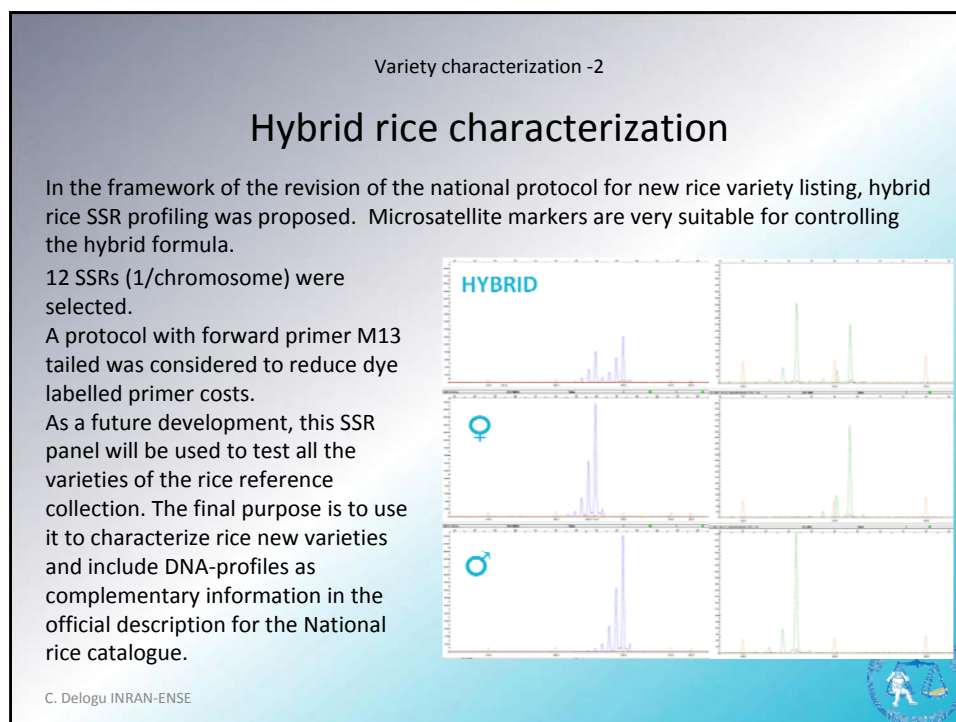 Variety characterization -2
Hybrid rice characterization
In the framework of the revision of the national protocol for new rice variety listing, hybrid
rice SSR profiling was proposed. Microsatellite markers are very suitable for controlling
the hybrid formula.
12 SSRs (1/chromosome) were
selected.
A protocol with forward primer M13
tailed was considered to reduce dye
labelled primer costs.
As a future development, this SSR
panel will be used to test all the
varieties of the rice reference
collection. The final purpose is to use
it to characterize rice new varieties
and include DNA-profiles as
complementary information in the
official description for the National
rice catalogue.
HYBRID
♀
♂
C. Delogu INRAN-ENSE